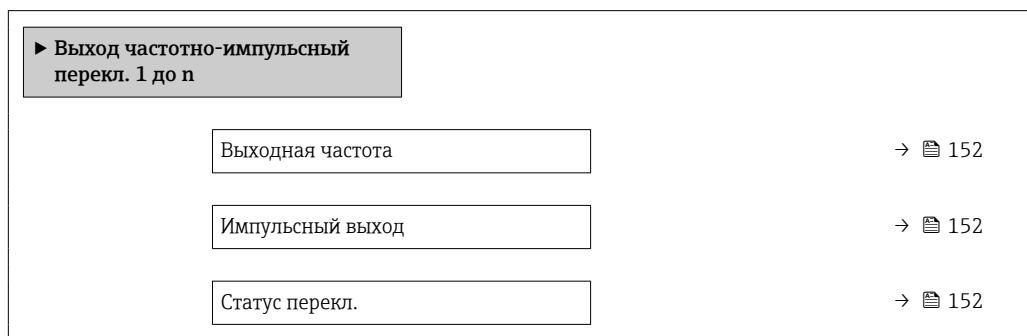 ▶ Выход частотно-импульсный
перекл. 1 до n
Выходная частота → 152
Импульсный выход → 152
Статус перекл. → 152